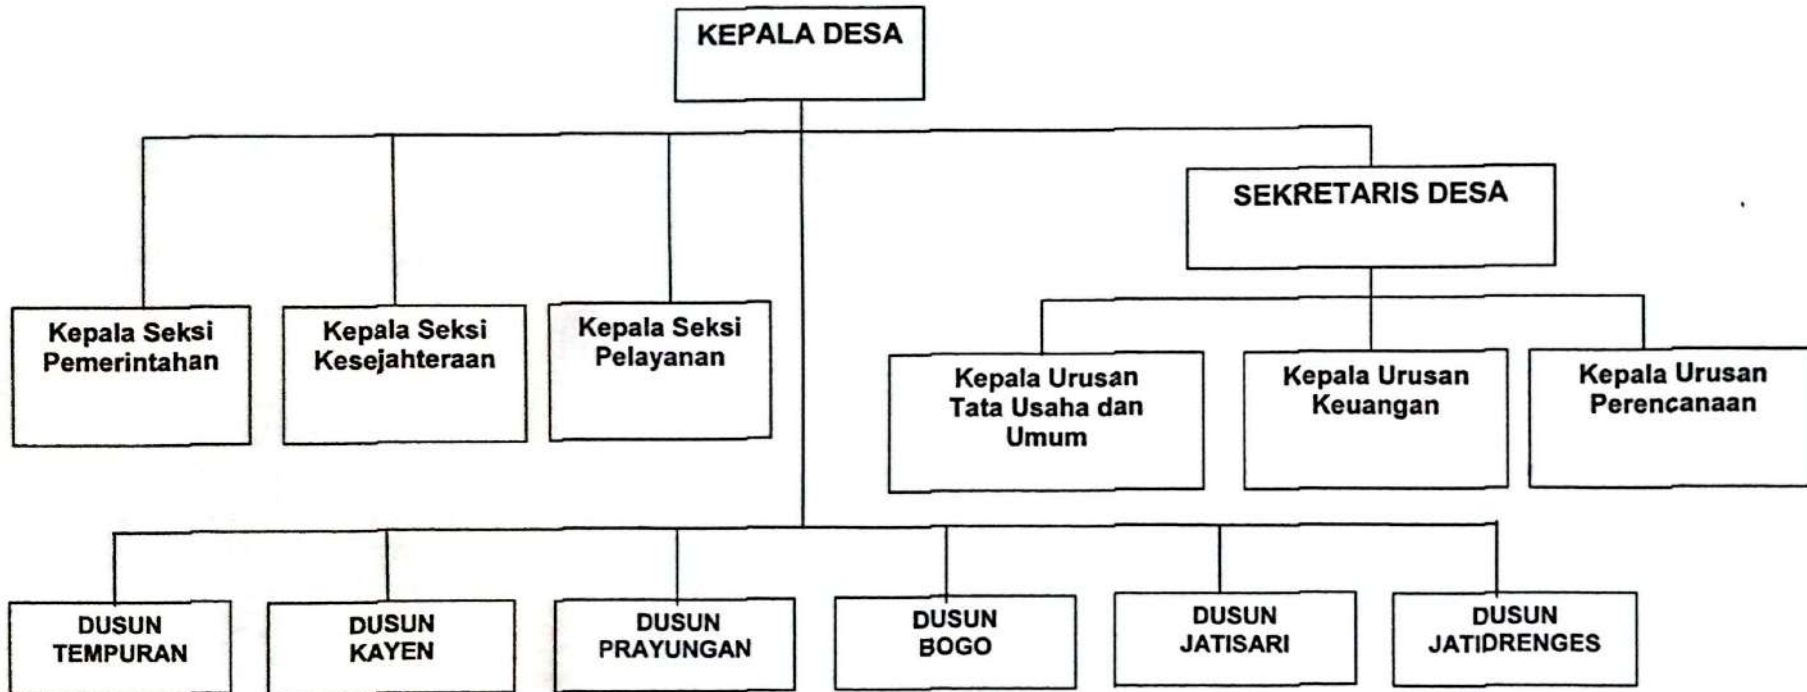 KEPALA DESA
SEKRETARIS DESA
Kepala Seksi
Pemerintahan
Kepala Seksi
Kesejahteraan
Kepala Seksi
Pelayanan
Kepala Urusan
Tata Usaha dan
Umum
Kepala Urusan
Keuangan
Kepala Urusan
Perencanaan
DUSUN
TEMPURAN
DUSUN
KAYEN
DUSUN
PRAYUNGAN
DUSUN
BOGO
DUSUN
JATISARI
DUSUN
JATIDRENGES